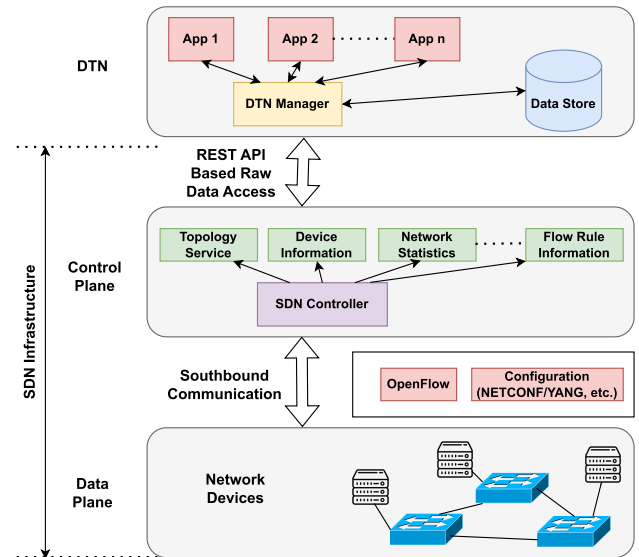 DTN
App 1
App 2
App n
DTN Manager
Data Store
REST API
Based Raw
Data Access
SDN Infrastructure
Control
Plane
Topology
Service
Device
Information
Network
Statistics
Flow Rule
Information
SDN Controller
Southbound
Communication
OpenFlow
Configuration
(NETCONF/YANG, etc.)
Data
Plane
Network
Devices